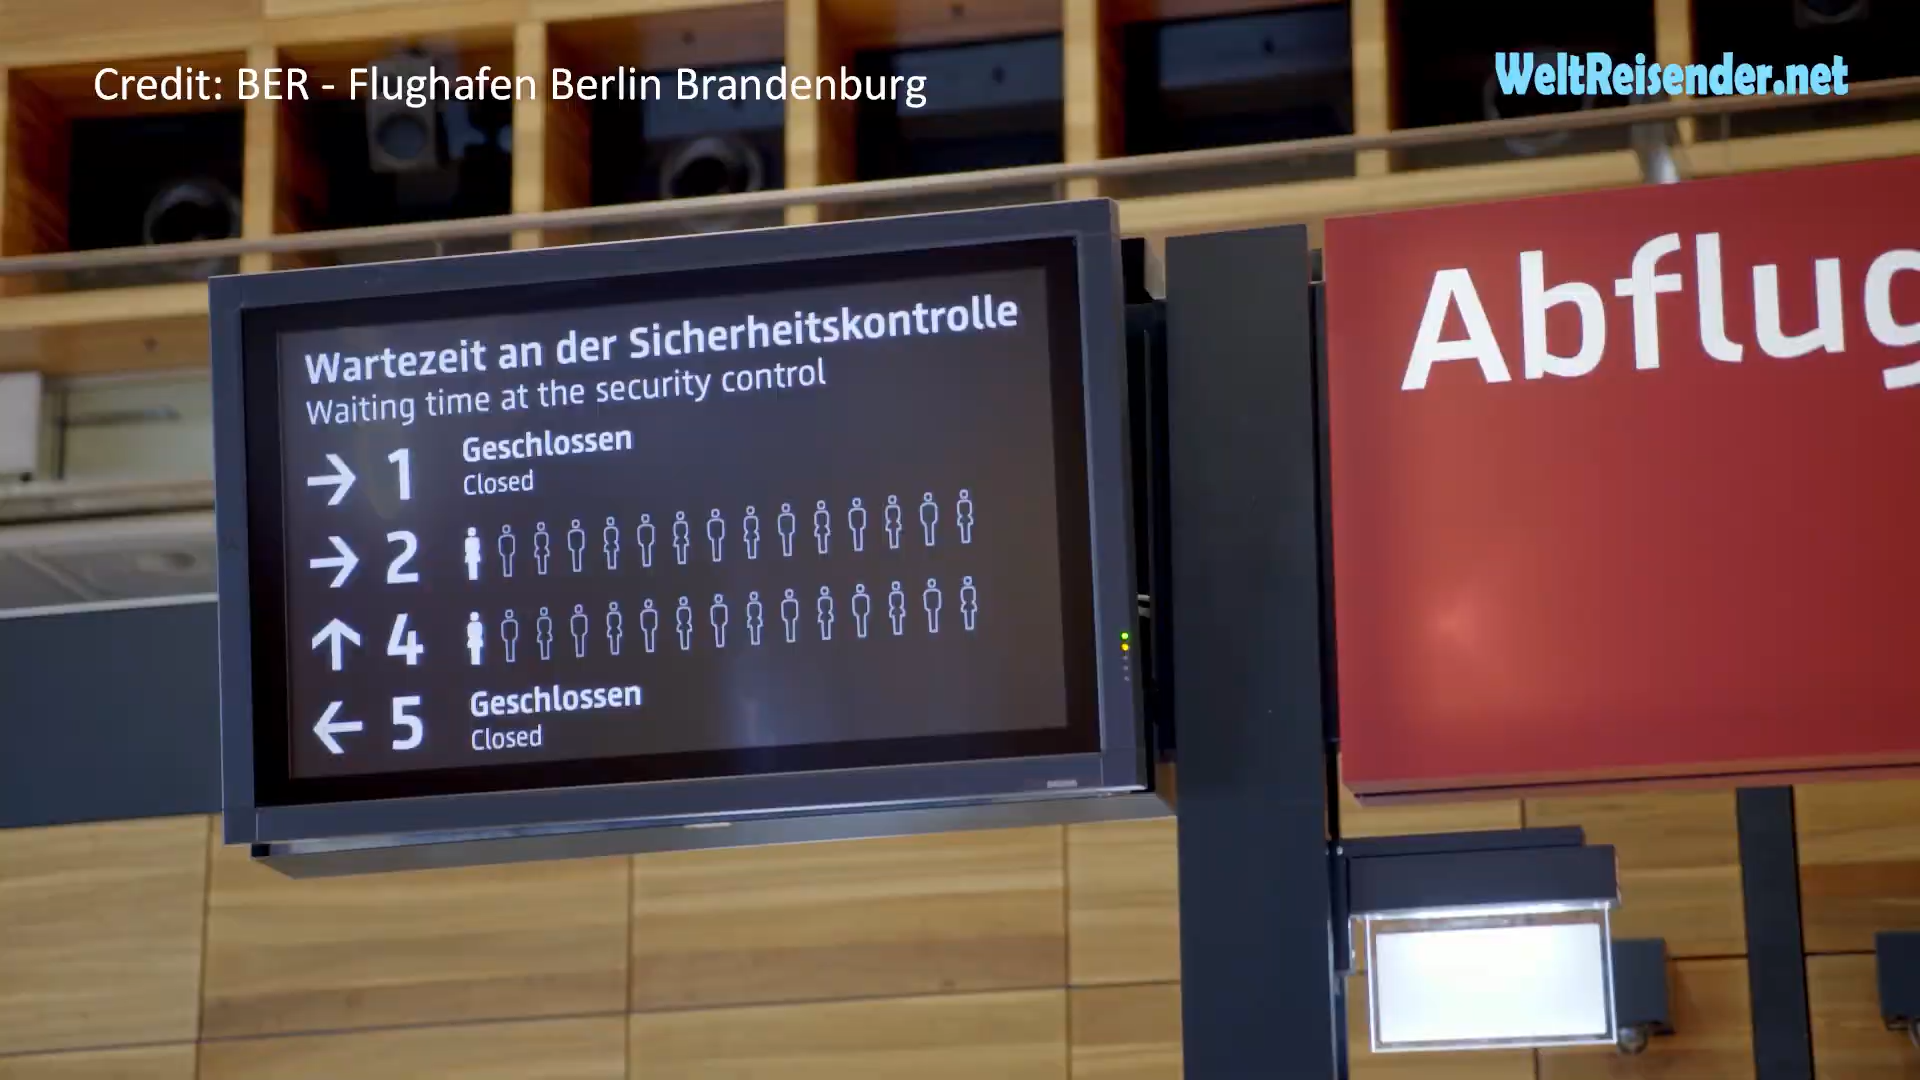 Credit: BER - Flughafen Berlin Brandenburg
WeltReisender.net
Wartezeit an der Sicherheitskontrolle
Waiting time at the security control
→ 1 Geschlossen
Closed
→ 2
↑ 4
← 5 Geschlossen
Closed
Abflug